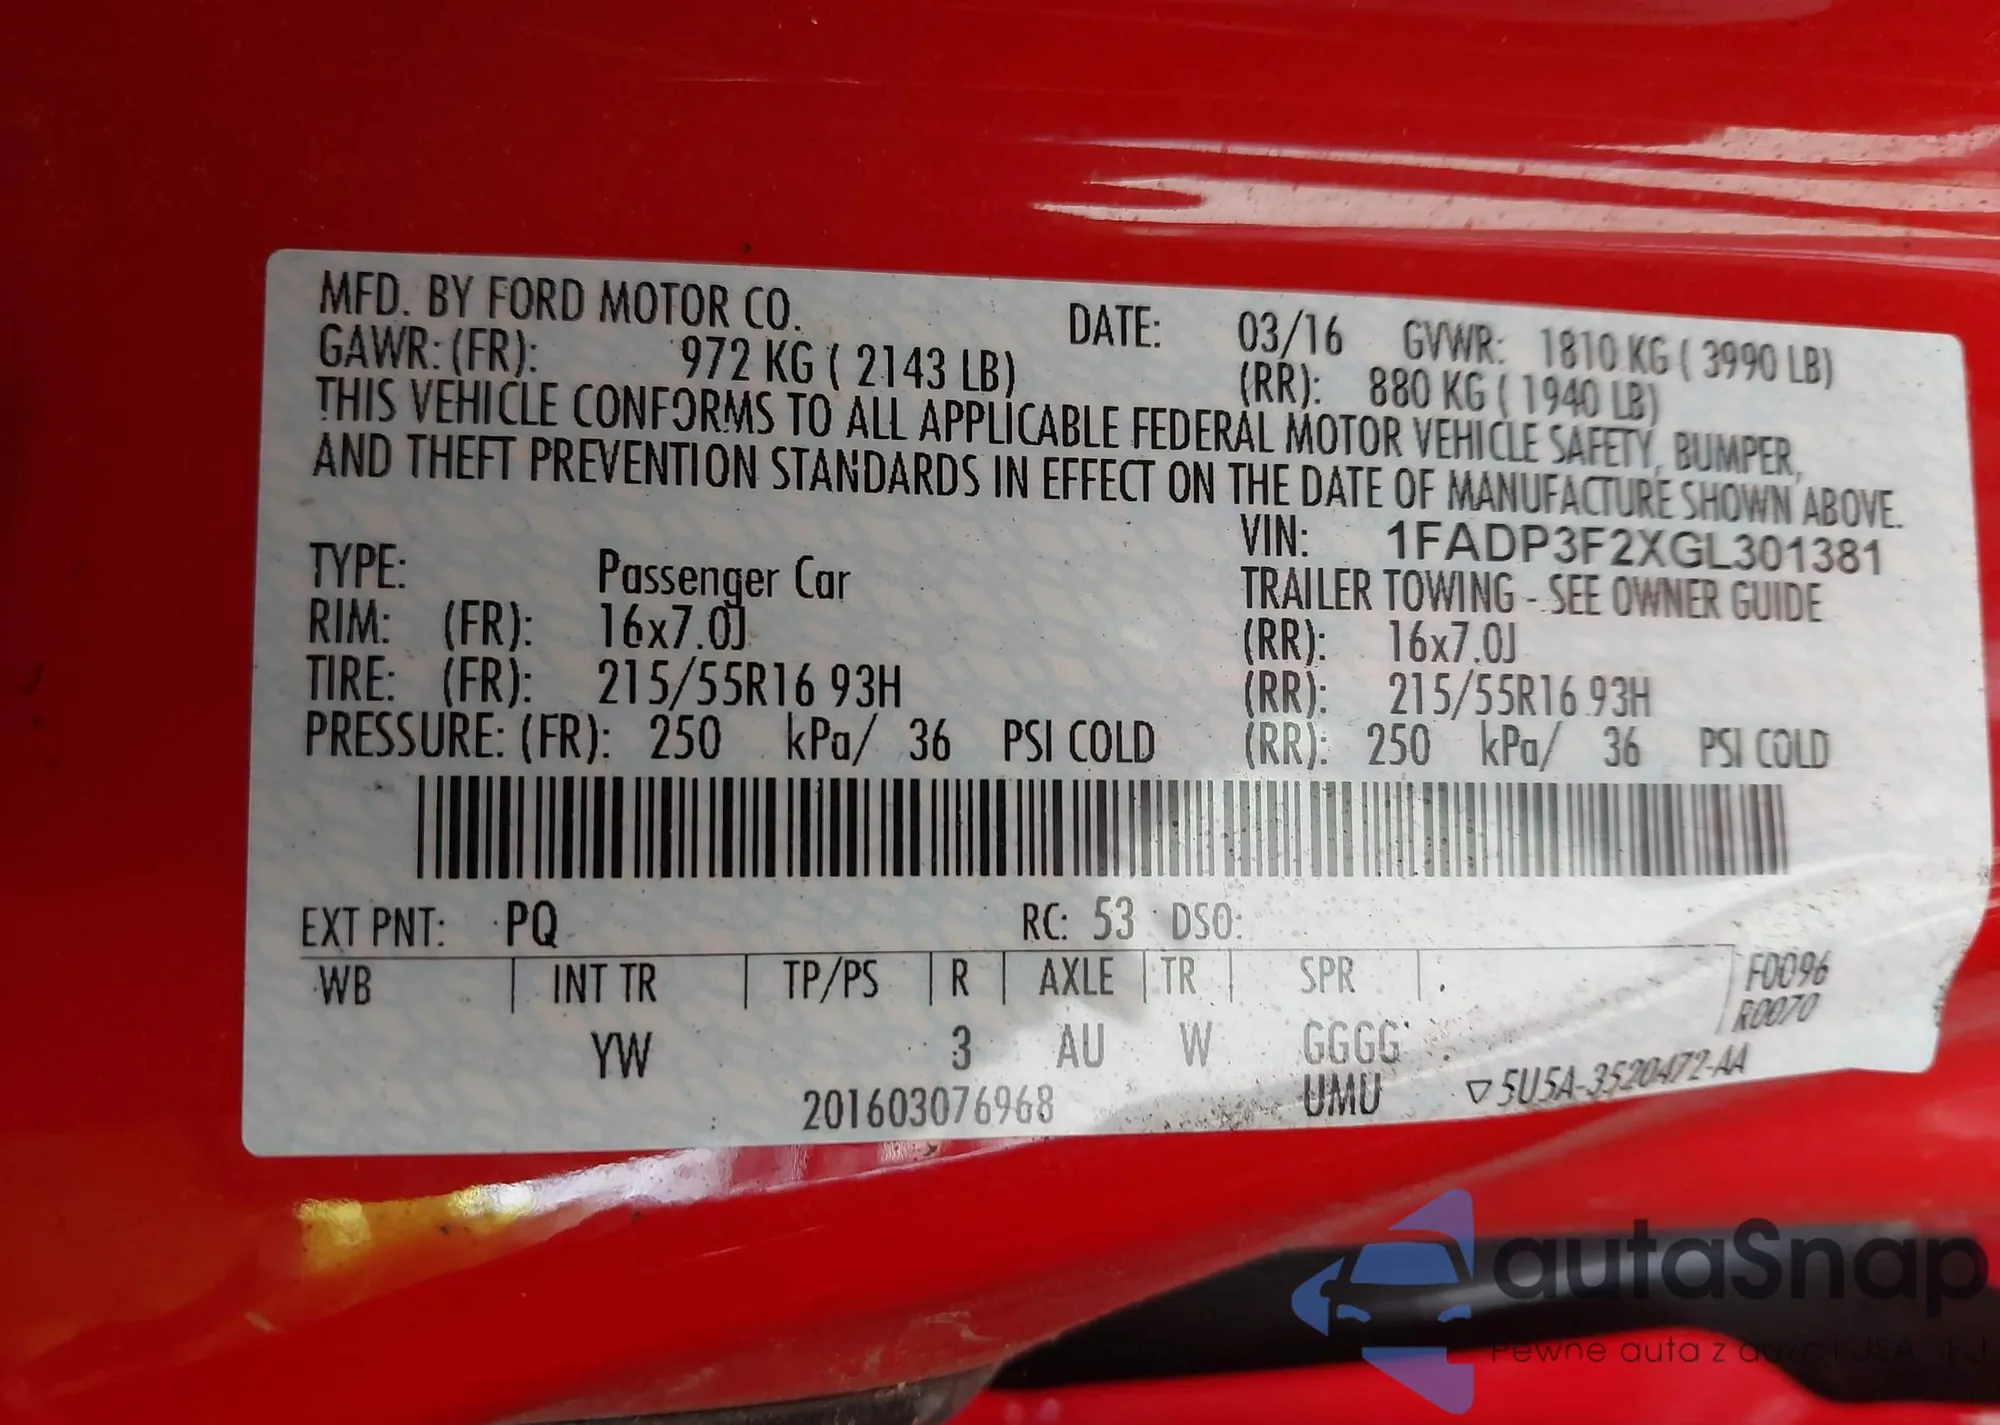 MFD. BY FORD MOTOR CO. DATE: 03/16 GVWR: 1810 KG ( 3990 LB)
GAWR: (FR): 972 KG ( 2143 LB) (RR): 880 KG ( 1940 LB)
THIS VEHICLE CONFORMS TO ALL APPLICABLE FEDERAL MOTOR VEHICLE SAFETY, BUMPER,
AND THEFT PREVENTION STANDARDS IN EFFECT ON THE DATE OF MANUFACTURE SHOWN ABOVE.
VIN: 1FADP3F2XGL301381
TYPE: Passenger Car TRAILER TOWING - SEE OWNER GUIDE
RIM: (FR): 16x7.0J (RR): 16x7.0J
TIRE: (FR): 215/55R16 93H (RR): 215/55R16 93H
PRESSURE: (FR): 250 kPa/ 36 PSI COLD (RR): 250 kPa/ 36 PSI COLD
EXT PNT: PQ RC: 53 DSO:
WB INT TR TP/PS R AXLE TR SPR . F0096
R0070
YW 3 AU W GGGG
201603076968 UMU ▽ 5U5A-3520472-AA
autaSnap
Pewne auta z